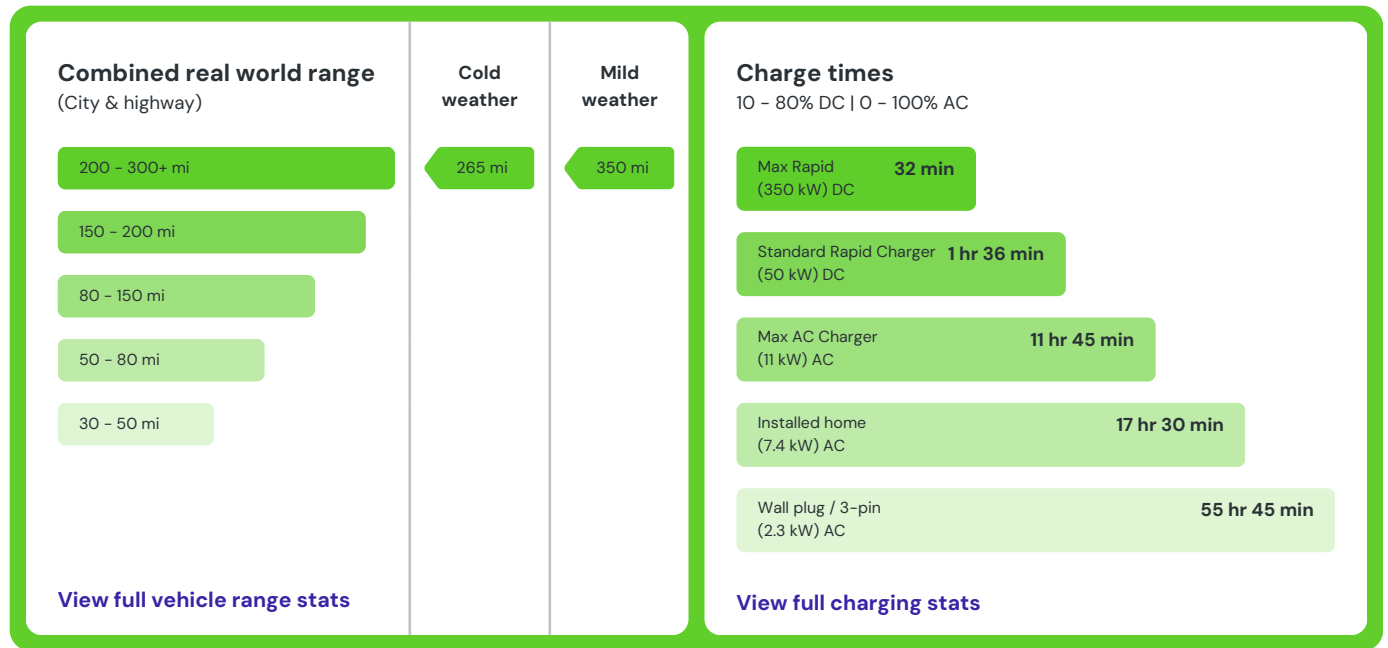 Combined real world range
(City & highway)
Cold
weather
Mild
weather
200 - 300+ mi
265 mi
350 mi
150 - 200 mi
80 - 150 mi
50 - 80 mi
30 - 50 mi
View full vehicle range stats
Charge times
10 - 80% DC | 0 - 100% AC
Max Rapid
(350 kW) DC
32 min
Standard Rapid Charger
(50 kW) DC
1 hr 36 min
Max AC Charger
(11 kW) AC
11 hr 45 min
Installed home
(7.4 kW) AC
17 hr 30 min
Wall plug / 3-pin
(2.3 kW) AC
55 hr 45 min
View full charging stats